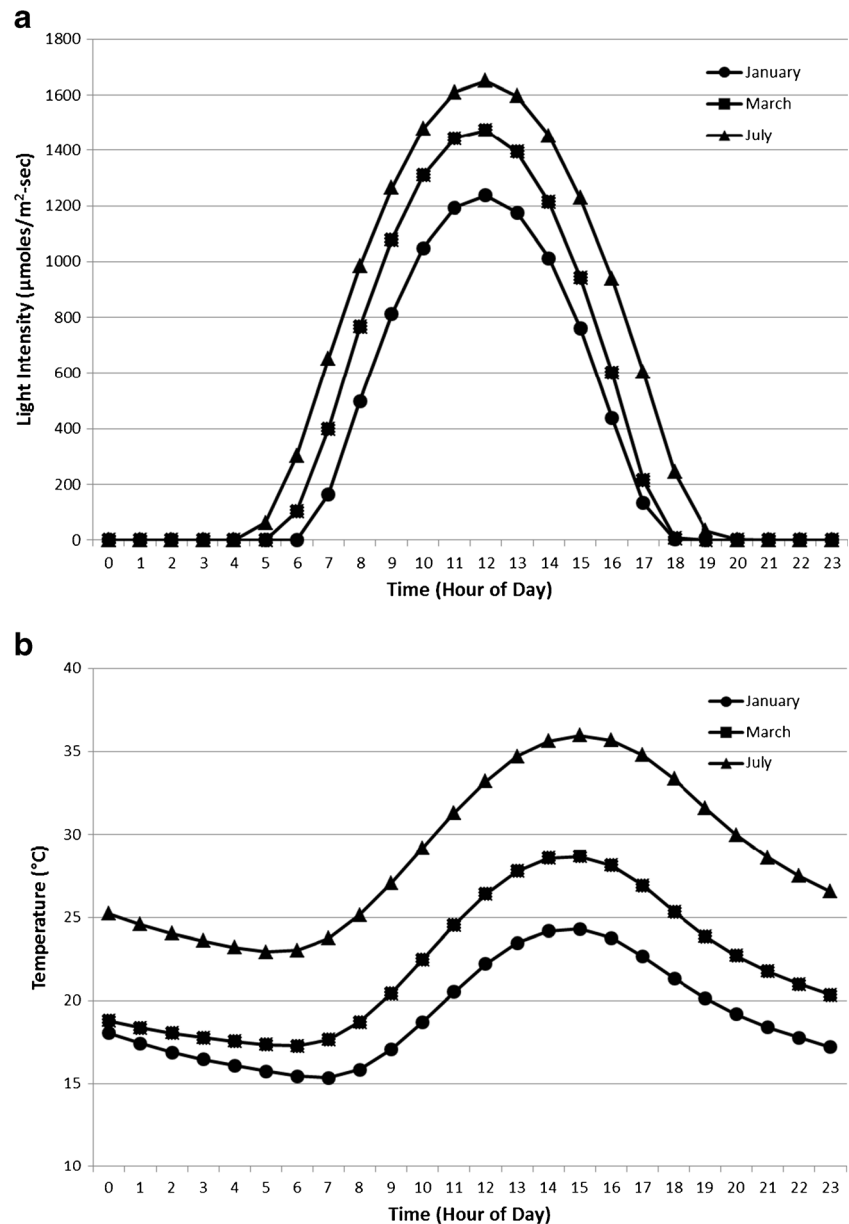 a
1800
1600
1400
1200
1000
800
600
400
200
0
Light Intensity (µmoles/m²-sec)
January
March
July
0 1 2 3 4 5 6 7 8 9 10 11 12 13 14 15 16 17 18 19 20 21 22 23
Time (Hour of Day)
b
40
35
30
25
20
15
10
Temperature (°C)
January
March
July
0 1 2 3 4 5 6 7 8 9 10 11 12 13 14 15 16 17 18 19 20 21 22 23
Time (Hour of Day)